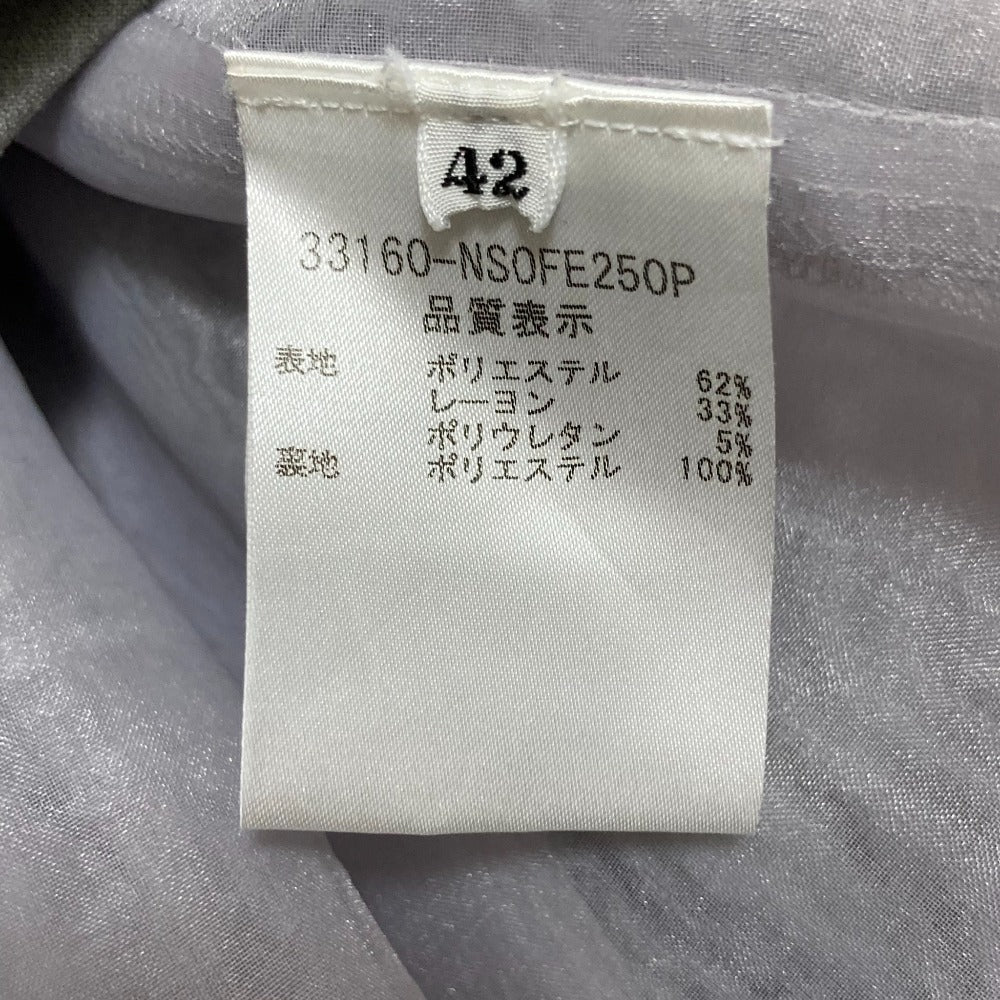 42
33160-NSOFE250P
品質表示
表地 ポリエステル 62%
レーヨン 33%
ポリウレタン 5%
裏地 ポリエステル 100%